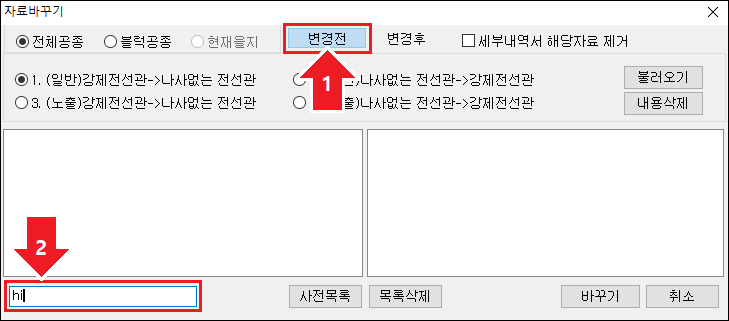 자료바꾸기
전체공종 블럭공종 현재을지 변경전 변경후 세부내역서 해당자료 제거
1. (일반)강제전선관->나사없는 전선관 )나사없는 전선관->강제전선관 불러오기
3. (노출)강제전선관->나사없는 전선관 출)나사없는 전선관->강제전선관 내용삭제
1
2
hi 사전목록 목록삭제 바꾸기 취소